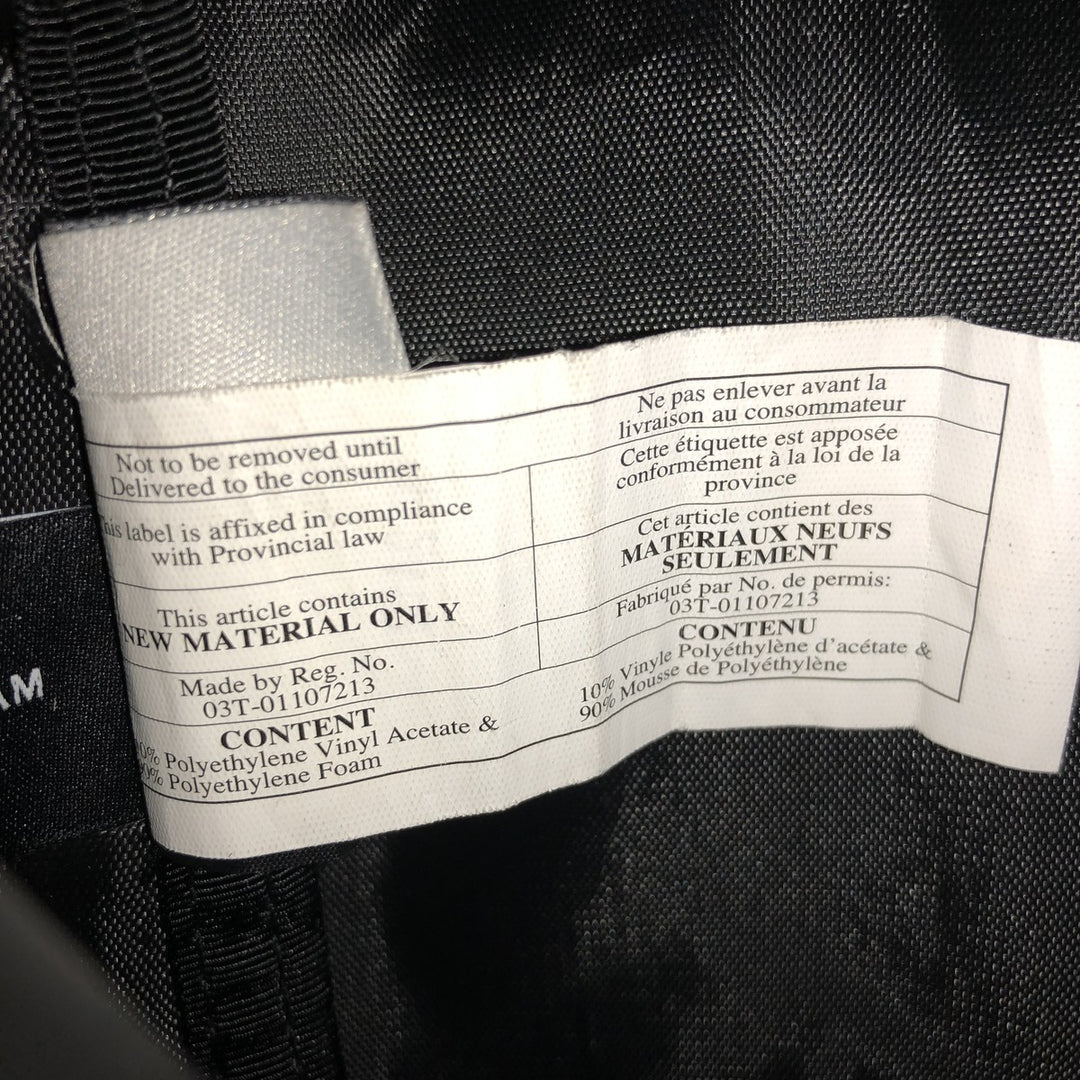 Not to be removed until
Delivered to the consumer
This label is affixed in compliance
with Provincial law
This article contains
NEW MATERIAL ONLY
Made by Reg. No.
03T-01107213
CONTENT
10% Polyethylene Vinyl Acetate &
90% Polyethylene Foam
Ne pas enlever avant la
livraison au consommateur
Cette étiquette est apposée
conformément à la loi de la
province
Cet article contient des
MATÉRIAUX NEUFS
SEULEMENT
Fabriqué par No. de permis:
03T-01107213
CONTENU
10% Vinyle Polyéthylène d'acétate &
90% Mousse de Polyéthylène